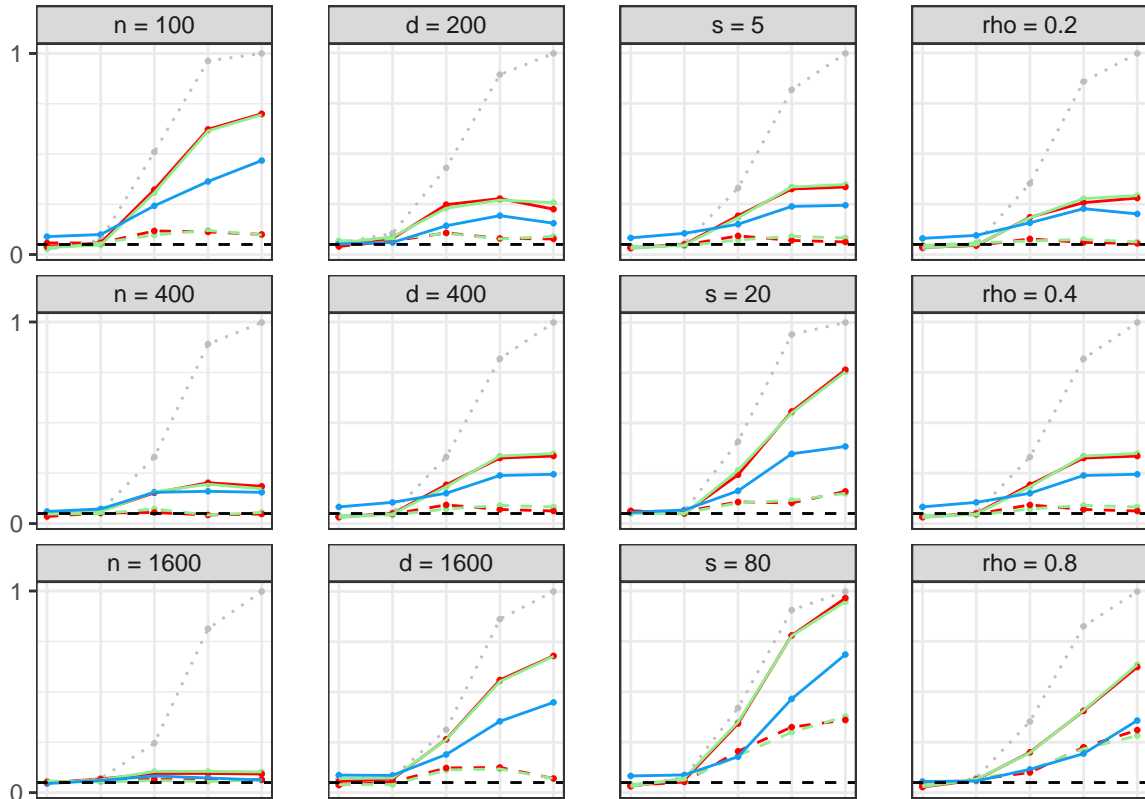 n = 100
d = 200
s = 5
rho = 0.2
1
0
n = 400
d = 400
s = 20
rho = 0.4
1
0
n = 1600
d = 1600
s = 80
rho = 0.8
1
0